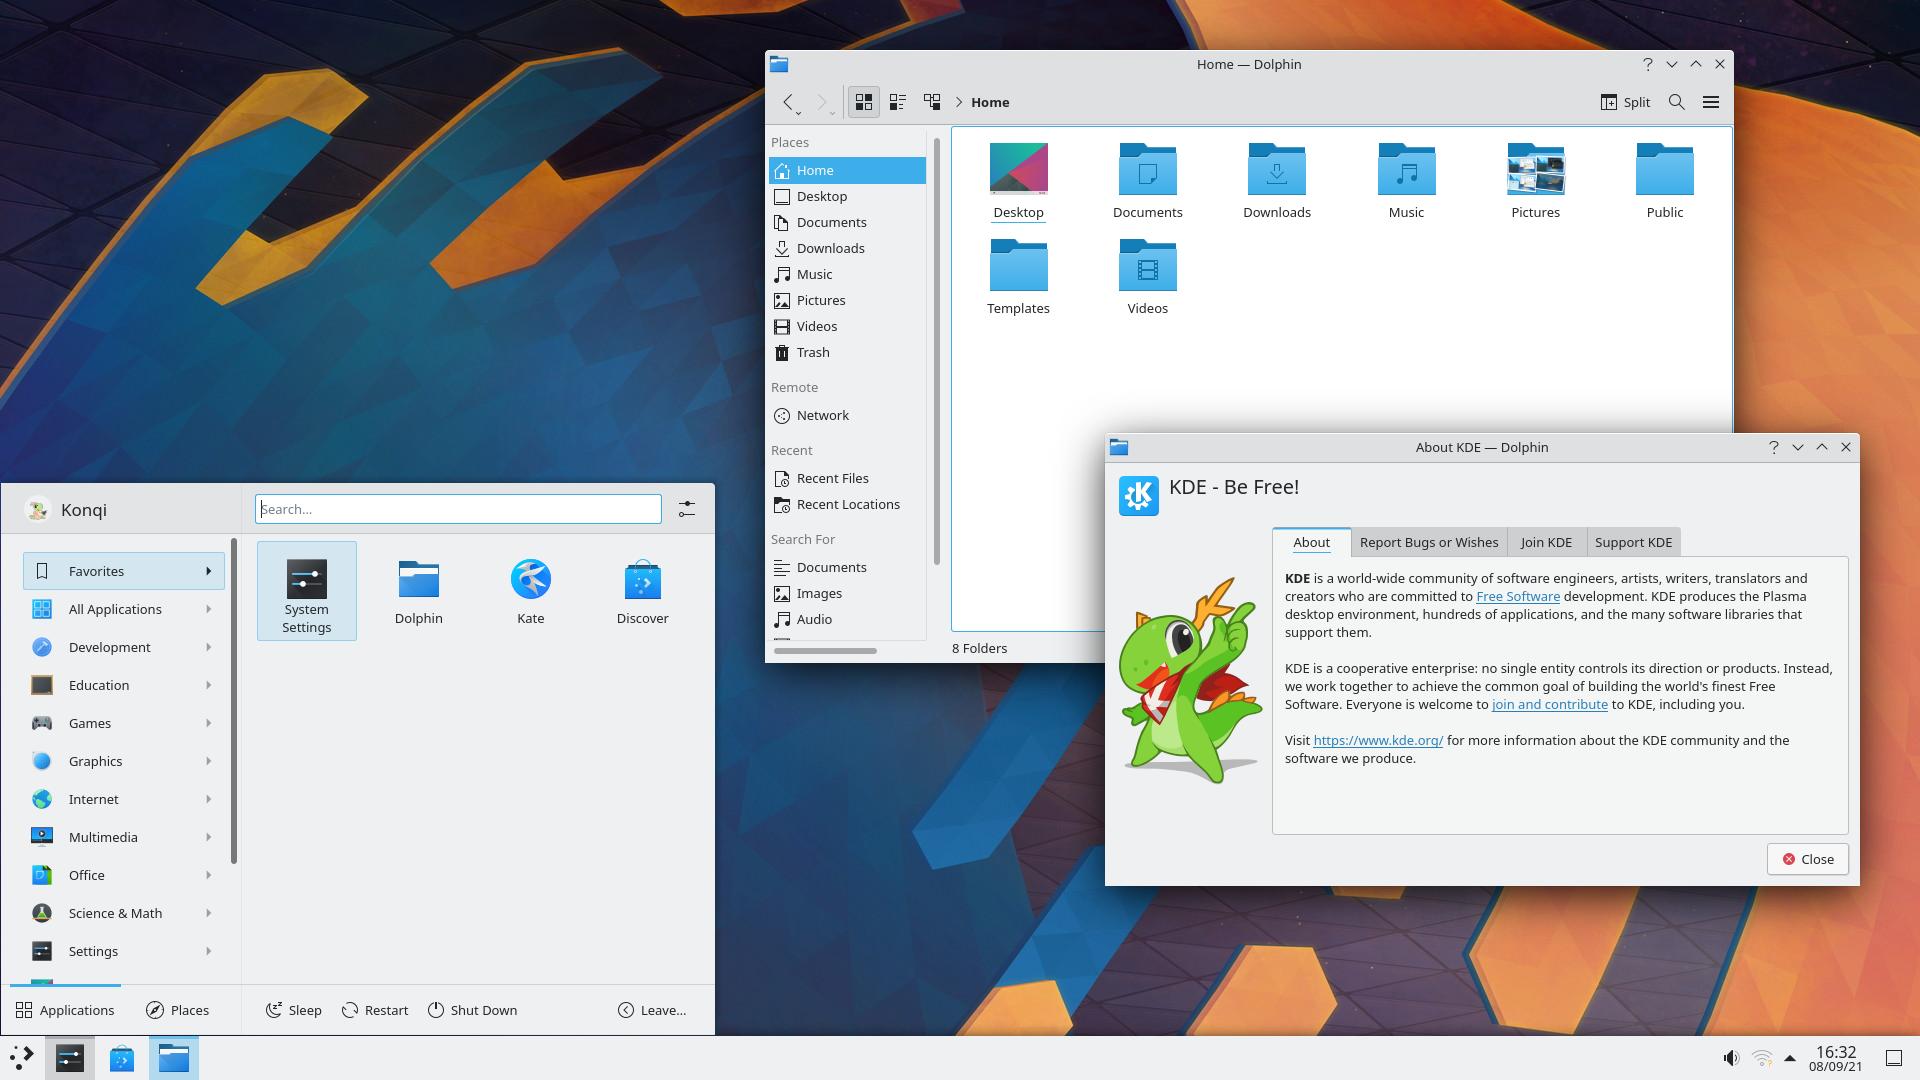 Home — Dolphin
Home
Split
Places
Home
Desktop
Documents
Downloads
Music
Pictures
Videos
Trash
Remote
Network
Recent
Recent Files
Recent Locations
Search For
Documents
Images
Audio
Desktop
Documents
Downloads
Music
Pictures
Public
Templates
Videos
8 Folders
About KDE — Dolphin
KDE - Be Free!
About
Report Bugs or Wishes
Join KDE
Support KDE
KDE is a world-wide community of software engineers, artists, writers, translators and
creators who are committed to Free Software development. KDE produces the Plasma
desktop environment, hundreds of applications, and the many software libraries that
support them.
KDE is a cooperative enterprise: no single entity controls its direction or products. Instead,
we work together to achieve the common goal of building the world's finest Free
Software. Everyone is welcome to join and contribute to KDE, including you.
Visit https://www.kde.org/ for more information about the KDE community and the
software we produce.
Close
Konqi
Search...
Favorites
All Applications
Development
Education
Games
Graphics
Internet
Multimedia
Office
Science & Math
Settings
System
Settings
Dolphin
Kate
Discover
Applications
Places
Sleep
Restart
Shut Down
Leave...
16:32
08/09/21